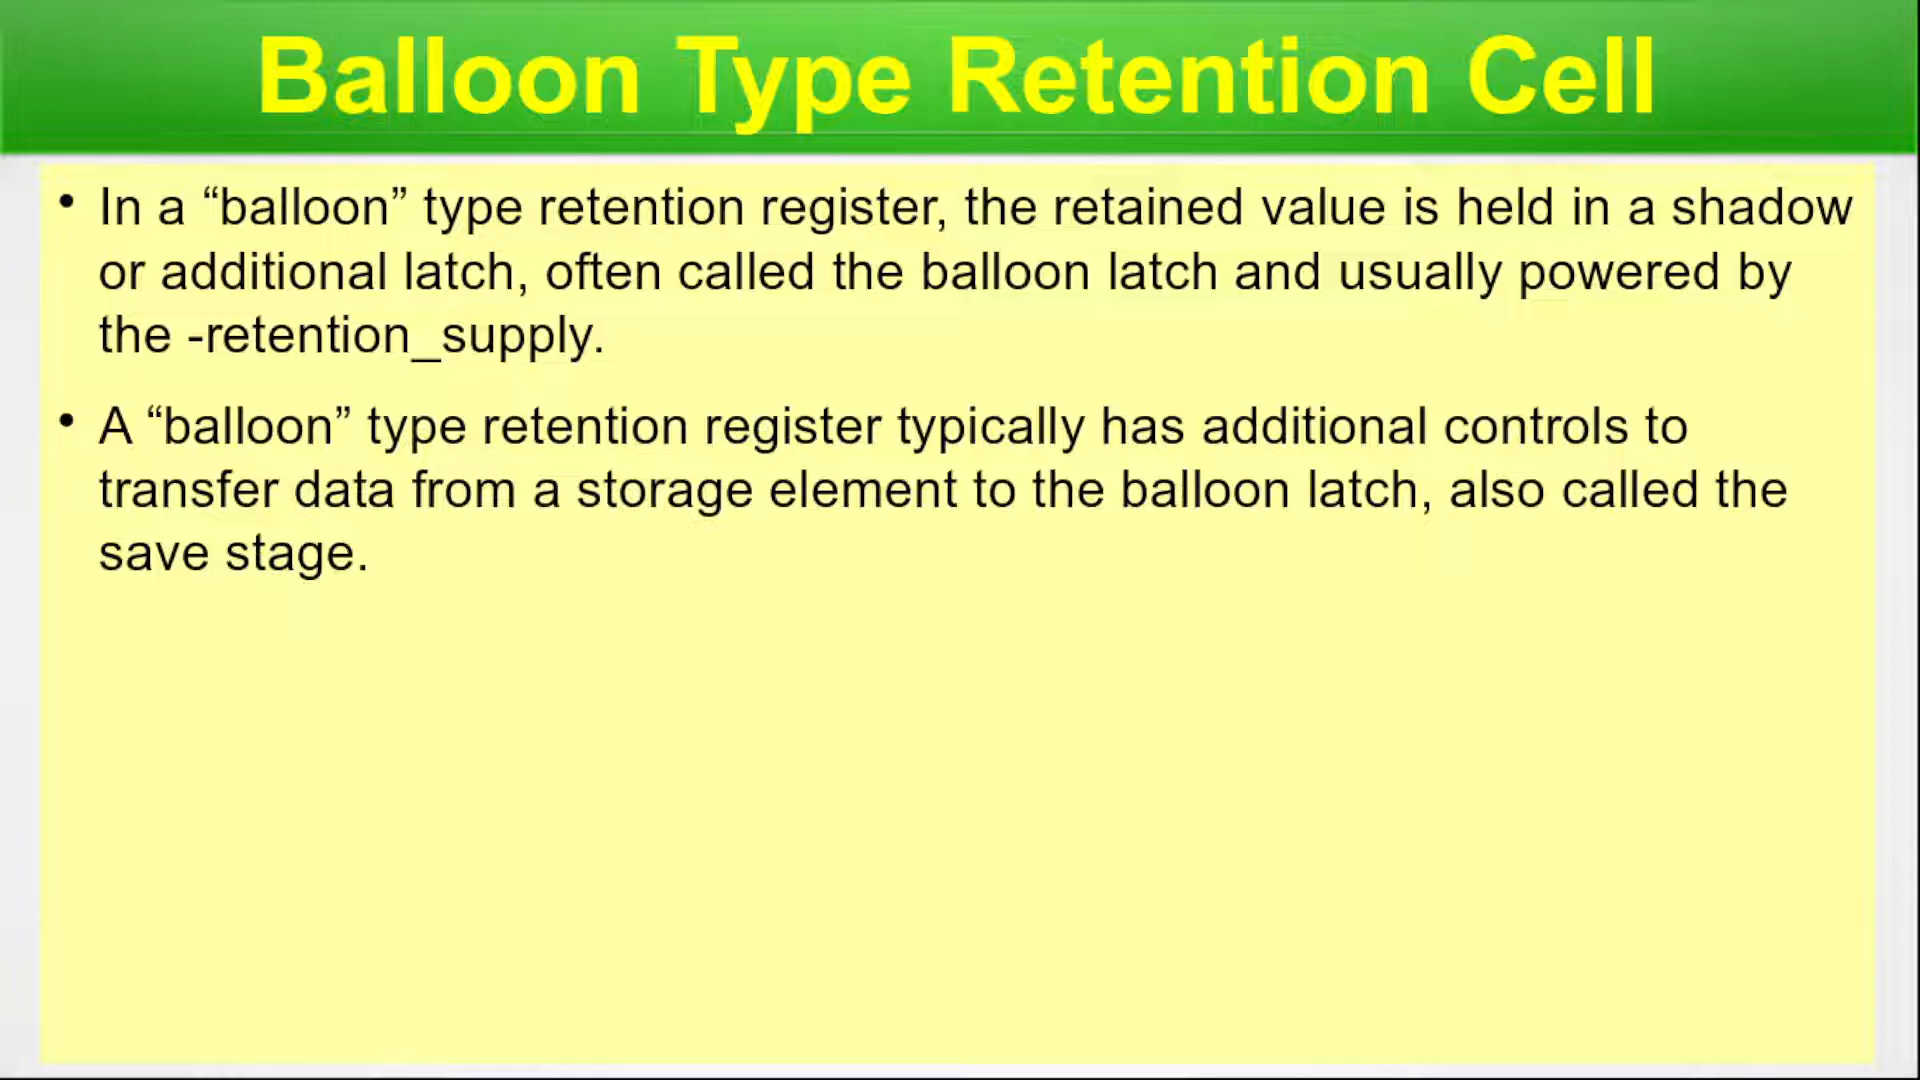 Balloon Type Retention Cell
• In a “balloon” type retention register, the retained value is held in a shadow
or additional latch, often called the balloon latch and usually powered by
the -retention_supply.
• A “balloon” type retention register typically has additional controls to
transfer data from a storage element to the balloon latch, also called the
save stage.